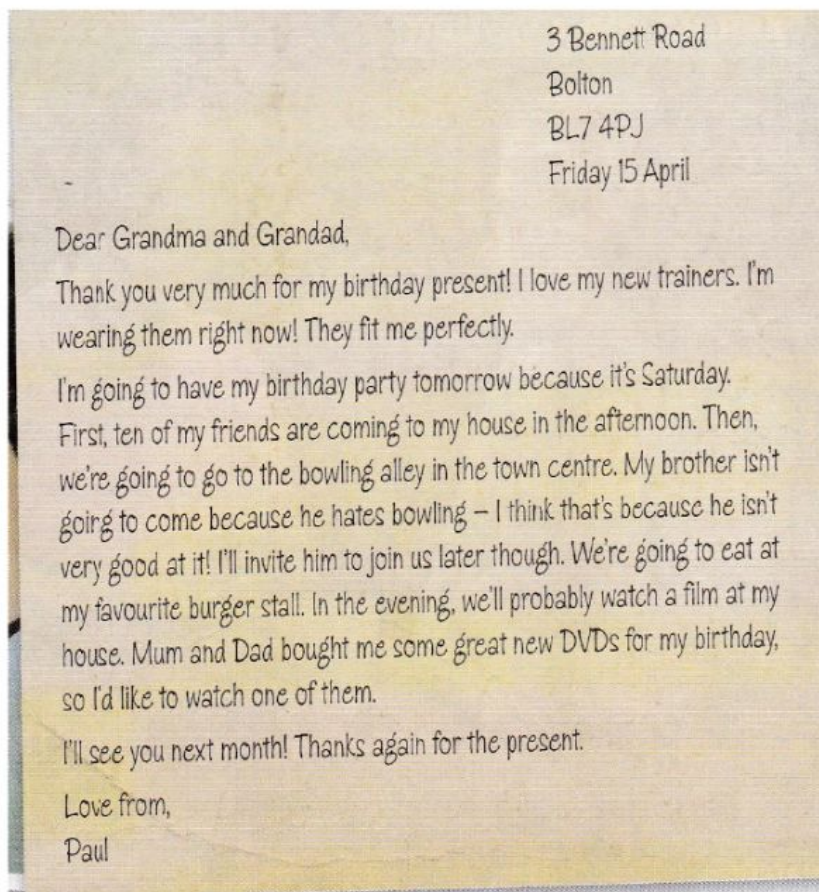 3 Bennett Road
Bolton
BL7 4PJ
Friday 15 April
Dear Grandma and Grandad,
Thank you very much for my birthday present! I love my new trainers. I'm
wearing them right now! They fit me perfectly.
I'm going to have my birthday party tomorrow because it's Saturday.
First, ten of my friends are coming to my house in the afternoon. Then,
we're going to go to the bowling alley in the town centre. My brother isn't
going to come because he hates bowling – I think that's because he isn't
very good at it! I'll invite him to join us later though. We're going to eat at
my favourite burger stall. In the evening, we'll probably watch a film at my
house. Mum and Dad bought me some great new DVDs for my birthday,
so I'd like to watch one of them.
I'll see you next month! Thanks again for the present.
Love from,
Paul